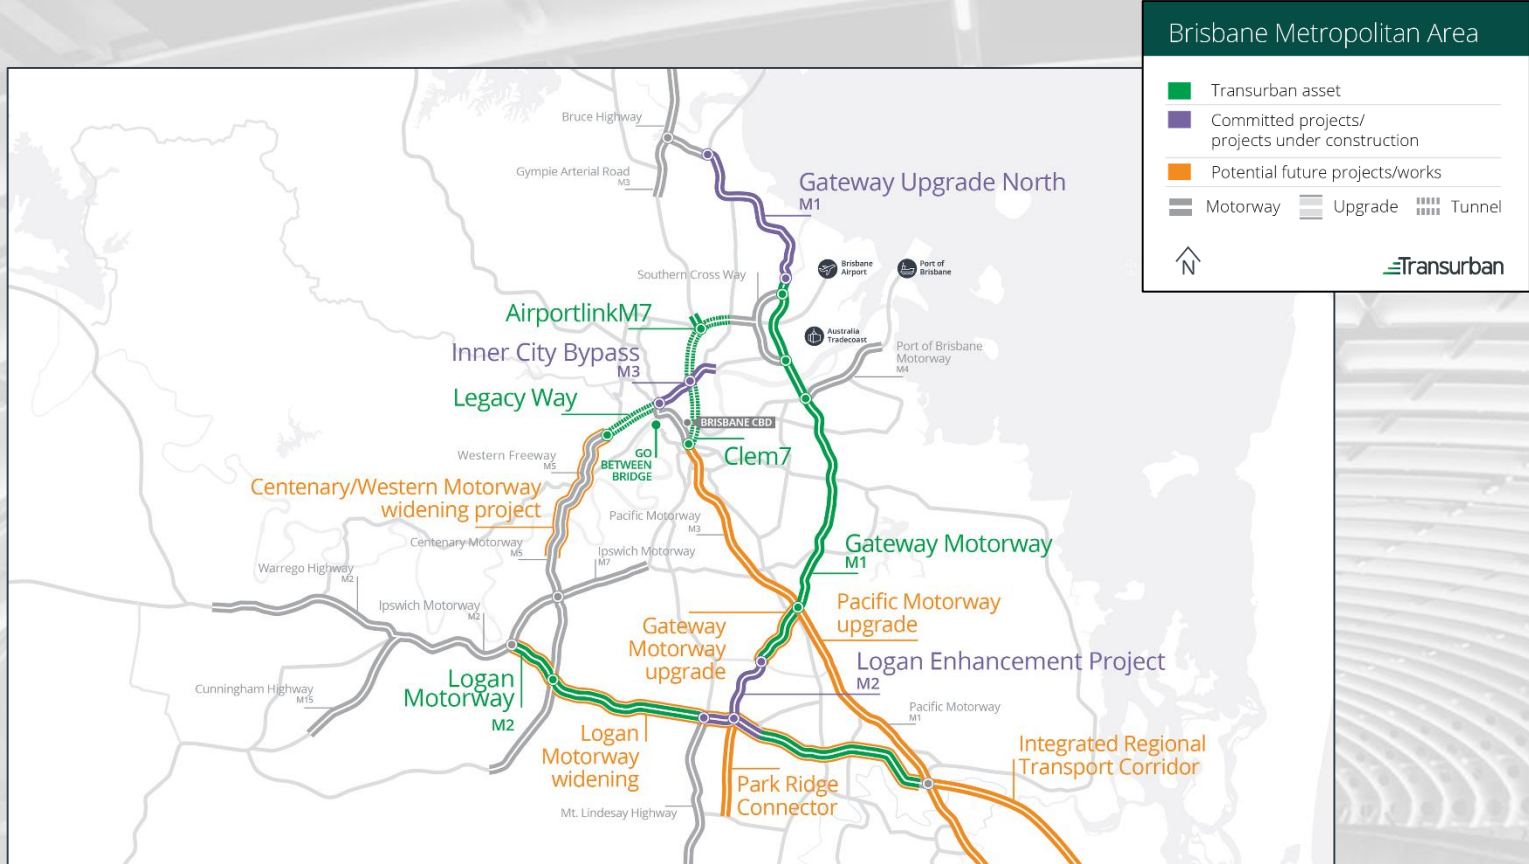 Brisbane Metropolitan Area
Transurban asset
Committed projects/
projects under construction
Potential future projects/works
Motorway
Upgrade
Tunnel
N
Transurban
Bruce Highway
Gympie Arterial Road
M3
Gateway Upgrade North
M1
Southern Cross Way
Brisbane
Airport
Port of
Brisbane
AirportlinkM7
Australia
Tradecoast
Inner City Bypass
M3
Port of Brisbane
Motorway
M4
Legacy Way
BRISBANE CBD
Western Freeway
M5
GO
BETWEEN
BRIDGE
Clem7
Centenary/Western Motorway
widening project
Pacific Motorway
M3
Centenary Motorway
M5
Ipswich Motorway
M7
Gateway Motorway
M1
Warrego Highway
M2
Ipswich Motorway
M2
Pacific Motorway
upgrade
Gateway
Motorway
upgrade
Logan Enhancement Project
M2
Logan
Motorway
M2
Cunningham Highway
M15
Pacific Motorway
M1
Logan
Motorway
widening
Integrated Regional
Transport Corridor
Park Ridge
Connector
Mt. Lindesay Highway